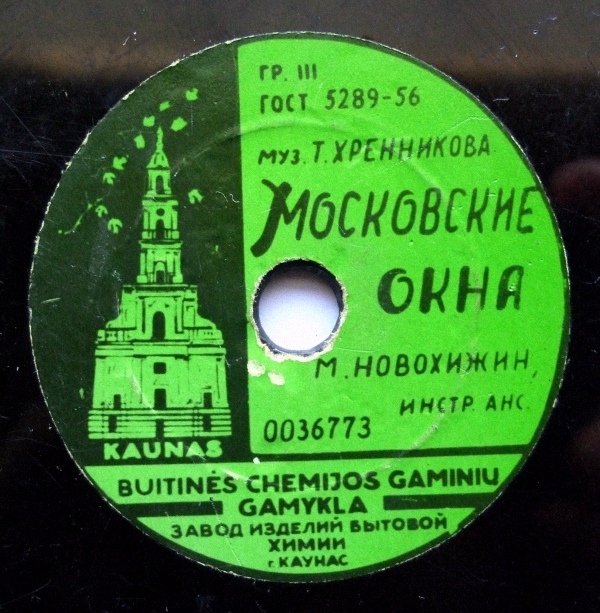 ГР. III
ГОСТ 5289-56
МУЗ. Т. ХРЕННИКОВА
МОСКОВСКИЕ
ОКНА
М. НОВОХИЖИН,
ИНСТР. АНС.
0036773
KAUNAS
BUITINĖS CHEMIJOS GAMINIŲ
GAMYKLA
ЗАВОД ИЗДЕЛИЙ БЫТОВОЙ
ХИМИИ
г. КАУНАС